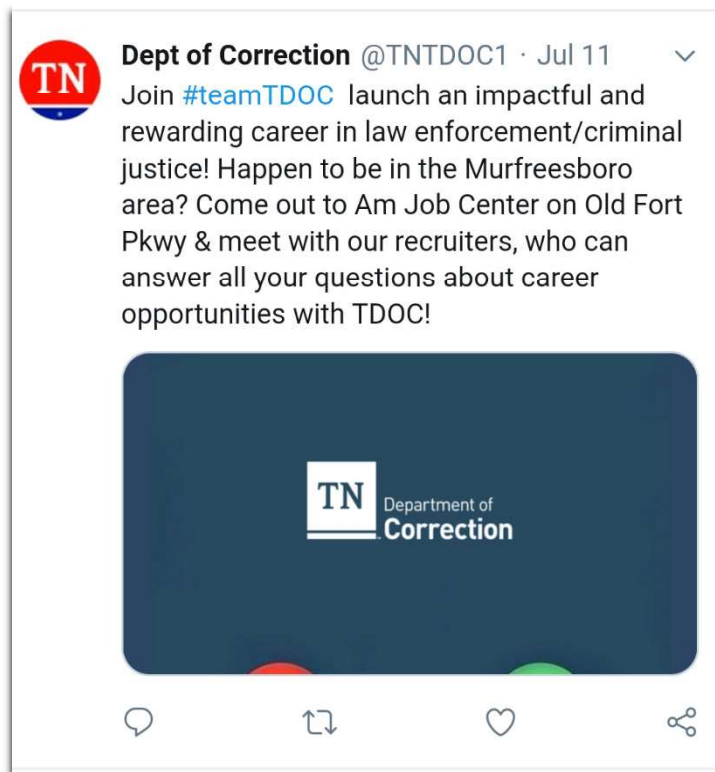 TN
Dept of Correction @TNTDOC1 · Jul 11
Join #teamTDOC launch an impactful and
rewarding career in law enforcement/criminal
justice! Happen to be in the Murfreesboro
area? Come out to Am Job Center on Old Fort
Pkwy & meet with our recruiters, who can
answer all your questions about career
opportunities with TDOC!
TN
Department of
Correction